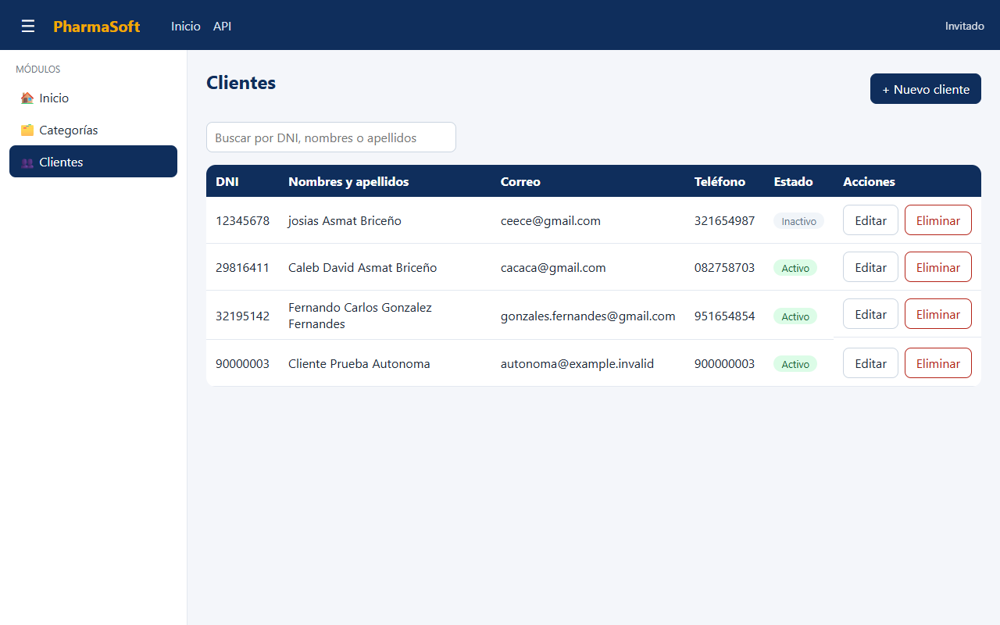 ☰ PharmaSoft Inicio API Invitado
MÓDULOS
Inicio
Categorías
Clientes
Clientes
+ Nuevo cliente
Buscar por DNI, nombres o apellidos
DNI Nombres y apellidos Correo Teléfono Estado Acciones
12345678 josias Asmat Briceño ceece@gmail.com 321654987 Inactivo Editar Eliminar
29816411 Caleb David Asmat Briceño cacaca@gmail.com 082758703 Activo Editar Eliminar
32195142 Fernando Carlos Gonzalez
Fernandes gonzales.fernandes@gmail.com 951654854 Activo Editar Eliminar
90000003 Cliente Prueba Autonoma autonoma@example.invalid 900000003 Activo Editar Eliminar